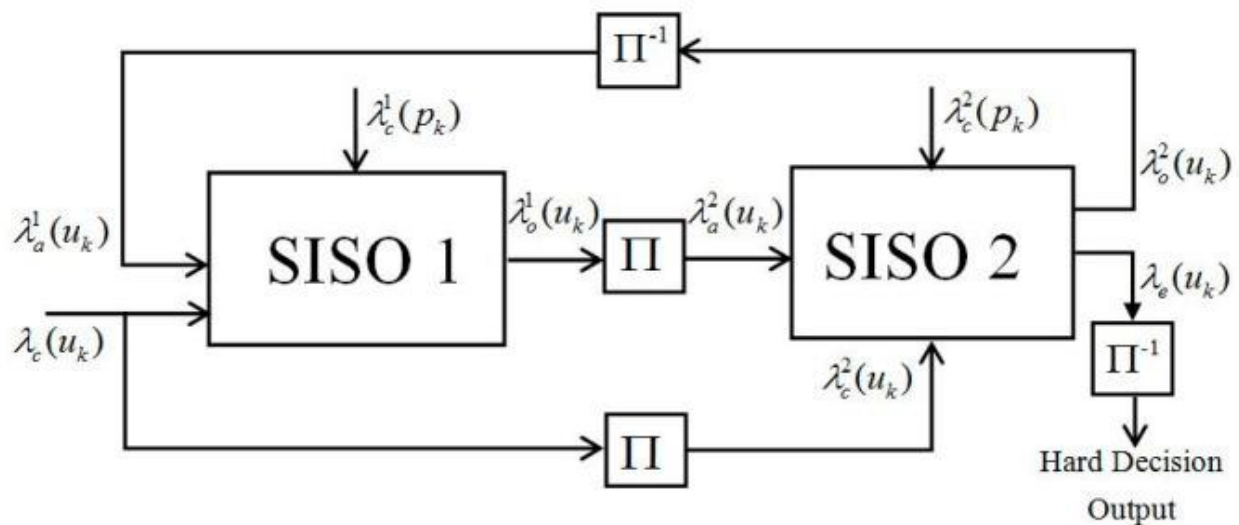 Π⁻¹
λ_c^1(p_k)
λ_c^2(p_k)
λ_o^2(u_k)
λ_a^1(u_k)
SISO 1
λ_o^1(u_k)
Π
λ_a^2(u_k)
SISO 2
λ_e(u_k)
λ_c(u_k)
λ_c^2(u_k)
Π⁻¹
Π
Hard Decision
Output